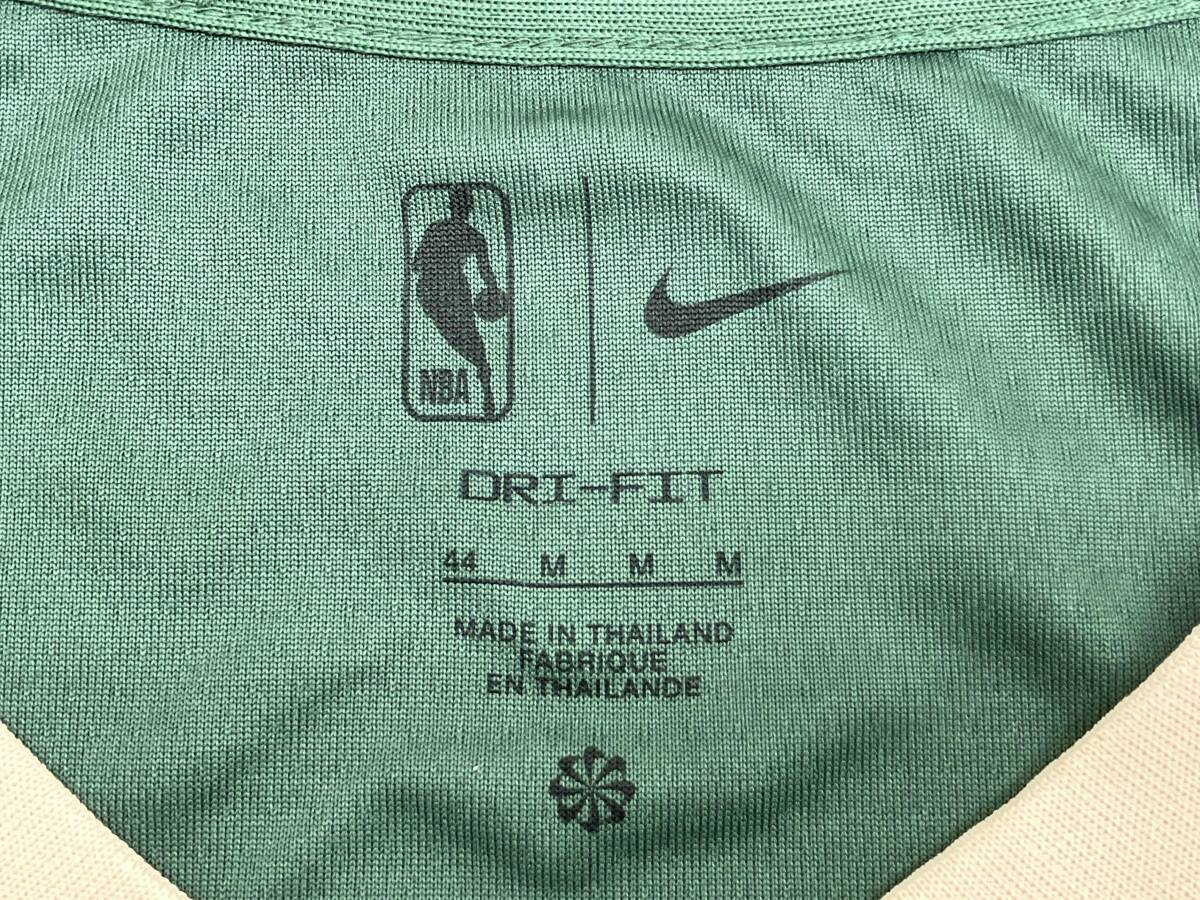 NBA
DRI-FIT
44 M M M
MADE IN THAILAND
FABRIQUE
EN THAILANDE